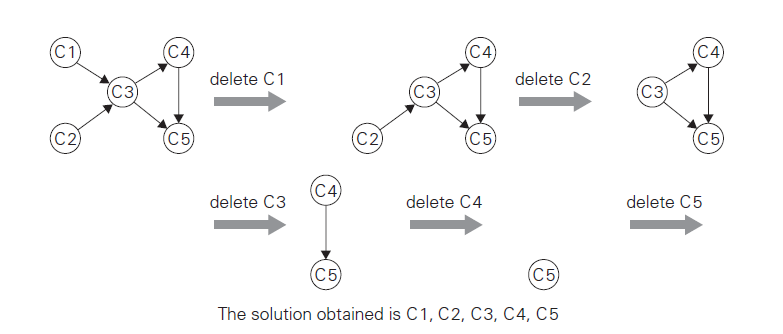 C1 C4 C4 C4
delete C1 delete C2
C3 C3 C3
C2 C5 C2 C5 C5
delete C3 C4 delete C4 delete C5
C5 C5
The solution obtained is C1, C2, C3, C4, C5